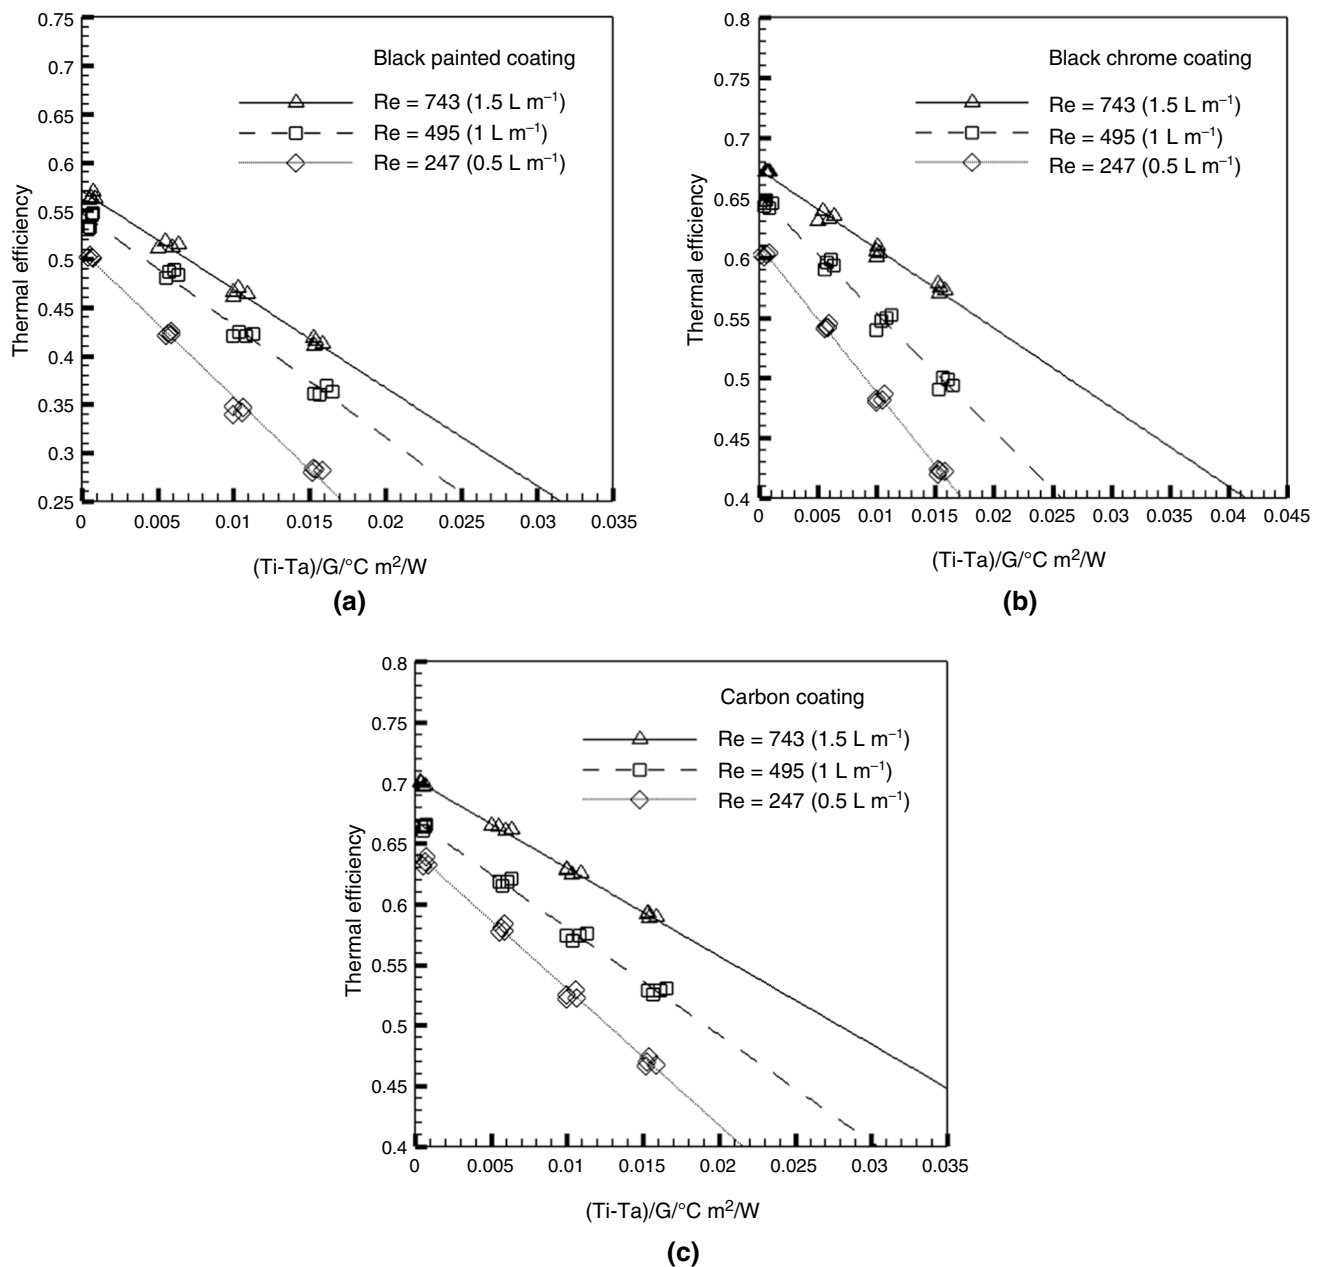 Black painted coating
Re = 743 (1.5 L m⁻¹)
Re = 495 (1 L m⁻¹)
Re = 247 (0.5 L m⁻¹)
Thermal efficiency
0.75
0.7
0.65
0.6
0.55
0.5
0.45
0.4
0.35
0.3
0.25
0 0.005 0.01 0.015 0.02 0.025 0.03 0.035
(Ti-Ta)/G/°C m²/W
(a)
Black chrome coating
Re = 743 (1.5 L m⁻¹)
Re = 495 (1 L m⁻¹)
Re = 247 (0.5 L m⁻¹)
Thermal efficiency
0.8
0.75
0.7
0.65
0.6
0.55
0.5
0.45
0.4
0 0.005 0.01 0.015 0.02 0.025 0.03 0.035 0.04 0.045
(Ti-Ta)/G/°C m²/W
(b)
Carbon coating
Re = 743 (1.5 L m⁻¹)
Re = 495 (1 L m⁻¹)
Re = 247 (0.5 L m⁻¹)
Thermal efficiency
0.8
0.75
0.7
0.65
0.6
0.55
0.5
0.45
0.4
0 0.005 0.01 0.015 0.02 0.025 0.03 0.035
(Ti-Ta)/G/°C m²/W
(c)